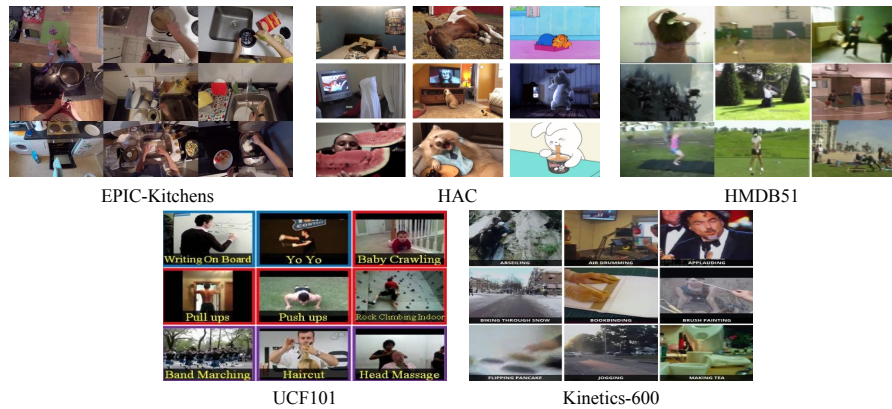 EPIC-Kitchens
HAC
HMDB51
Writing On Board
Yo Yo
Baby Crawling
Pull ups
Push ups
Rock Climbing Indoor
Band Marching
Haircut
Head Massage
ABSEILING
AIR DRUMMING
APPLAUDING
BIKING THROUGH SNOW
BOOKBINDING
BRUSH PAINTING
FLIPPING PANCAKE
JOGGING
MAKING TEA
UCF101
Kinetics-600